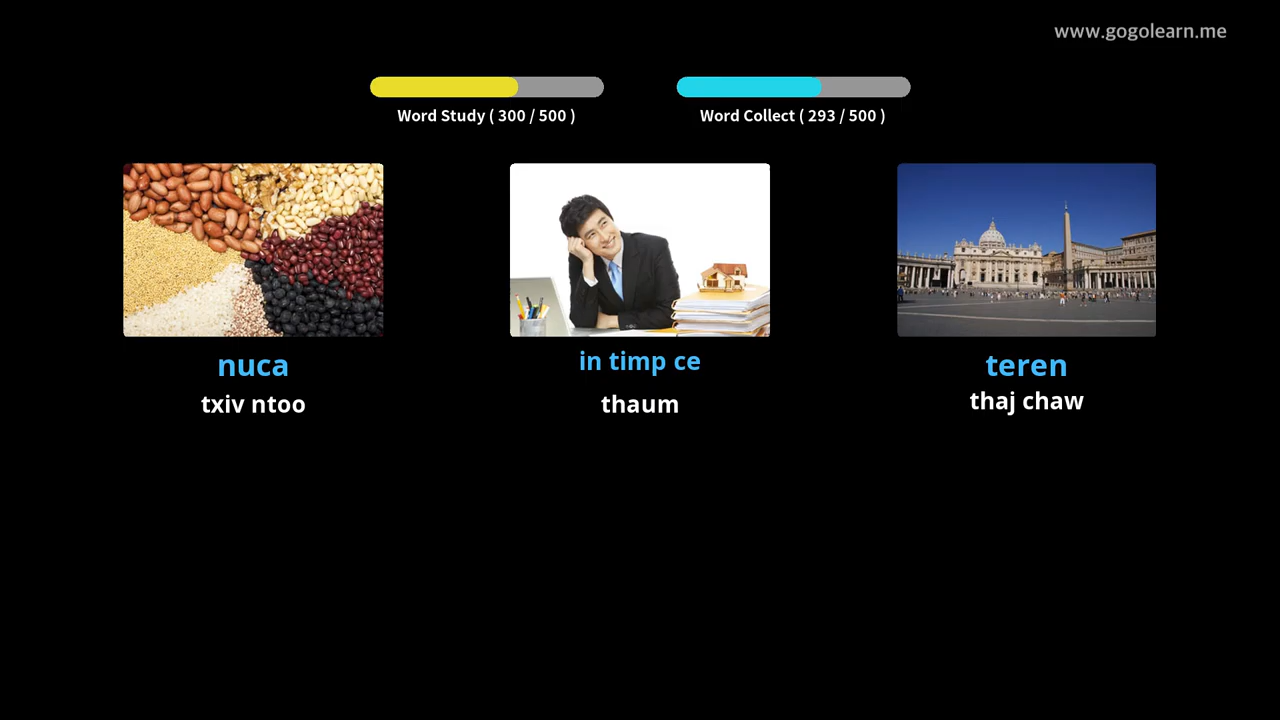 www.gogolearn.me
Word Study ( 300 / 500 )
Word Collect ( 293 / 500 )
nuca
txiv ntoo
in timp ce
thaum
teren
thaj chaw